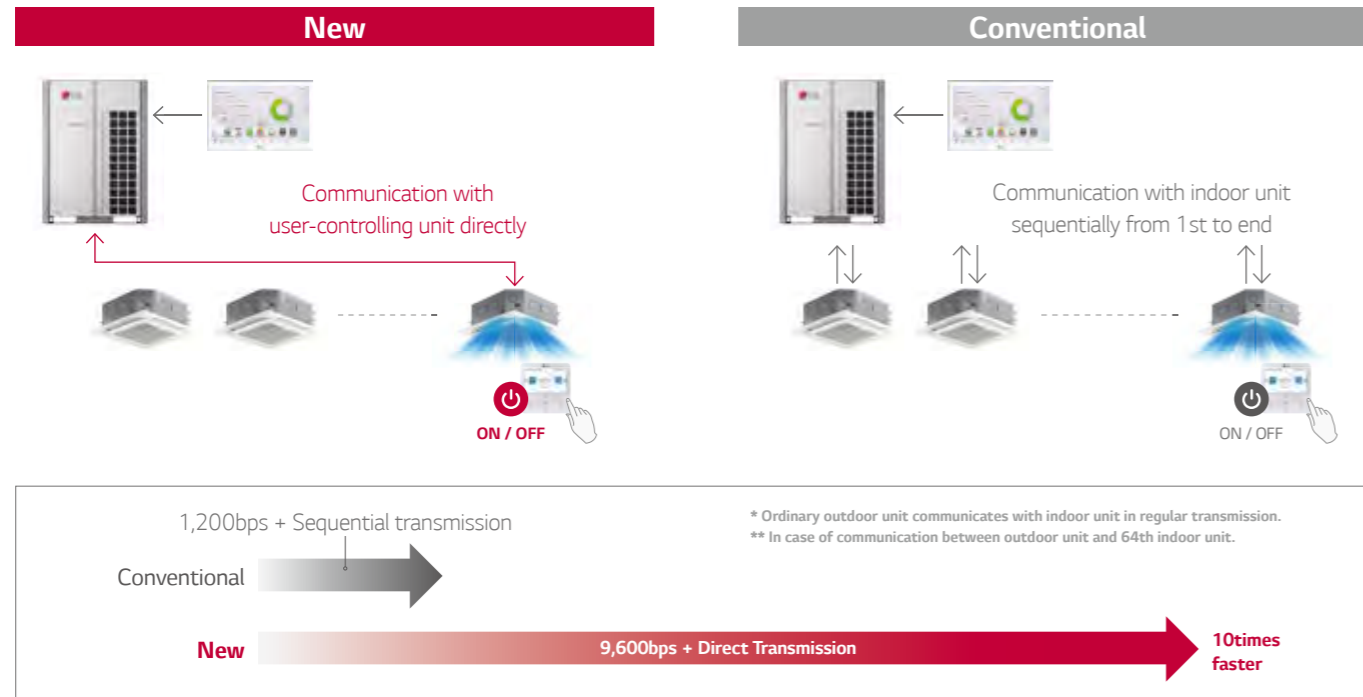 New
Communication with
user-controlling unit directly
ON / OFF
Conventional
Communication with indoor unit
sequentially from 1st to end
ON / OFF
1,200bps + Sequential transmission
Conventional
New
9,600bps + Direct Transmission
10times
faster
* Ordinary outdoor unit communicates with indoor unit in regular transmission.
** In case of communication between outdoor unit and 64th indoor unit.